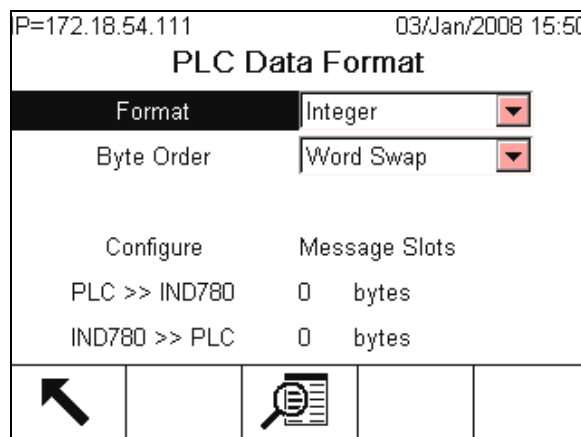 IP=172.18.54.111 03/Jan/2008 15:50
PLC Data Format
Format Integer
Byte Order Word Swap
Configure Message Slots
PLC >> IND780 0 bytes
IND780 >> PLC 0 bytes